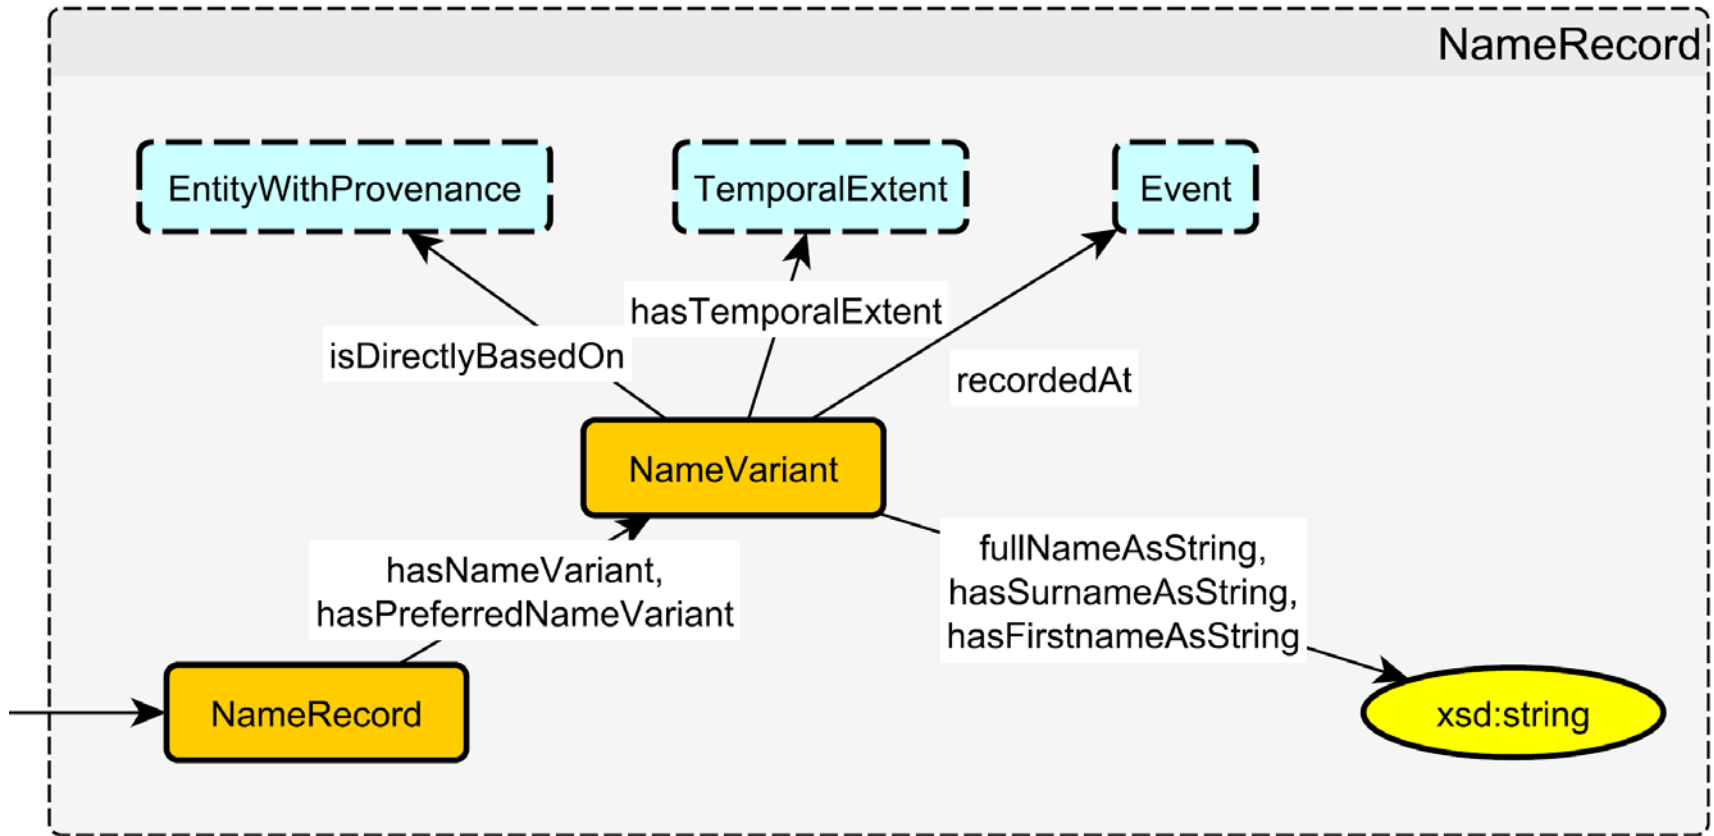 NameRecord
EntityWithProvenance
TemporalExtent
Event
hasTemporalExtent
isDirectlyBasedOn
recordedAt
NameVariant
hasNameVariant,
hasPreferredNameVariant
fullNameAsString,
hasSurnameAsString,
hasFirstnameAsString
NameRecord
xsd:string